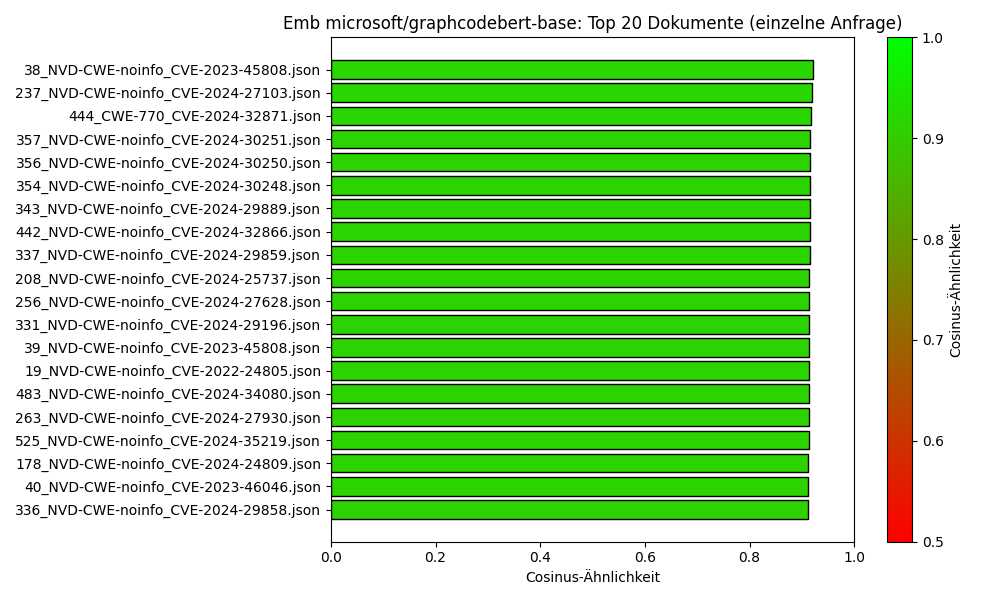 Emb microsoft/graphcodebert-base: Top 20 Dokumente (einzelne Anfrage)
38_NVD-CWE-noinfo_CVE-2023-45808.json
237_NVD-CWE-noinfo_CVE-2024-27103.json
444_CWE-770_CVE-2024-32871.json
357_NVD-CWE-noinfo_CVE-2024-30251.json
356_NVD-CWE-noinfo_CVE-2024-30250.json
354_NVD-CWE-noinfo_CVE-2024-30248.json
343_NVD-CWE-noinfo_CVE-2024-29889.json
442_NVD-CWE-noinfo_CVE-2024-32866.json
337_NVD-CWE-noinfo_CVE-2024-29859.json
208_NVD-CWE-noinfo_CVE-2024-25737.json
256_NVD-CWE-noinfo_CVE-2024-27628.json
331_NVD-CWE-noinfo_CVE-2024-29196.json
39_NVD-CWE-noinfo_CVE-2023-45808.json
19_NVD-CWE-noinfo_CVE-2022-24805.json
483_NVD-CWE-noinfo_CVE-2024-34080.json
263_NVD-CWE-noinfo_CVE-2024-27930.json
525_NVD-CWE-noinfo_CVE-2024-35219.json
178_NVD-CWE-noinfo_CVE-2024-24809.json
40_NVD-CWE-noinfo_CVE-2023-46046.json
336_NVD-CWE-noinfo_CVE-2024-29858.json
0.0 0.2 0.4 0.6 0.8 1.0
Cosinus-Ähnlichkeit
1.0
0.9
0.8
0.7
0.6
0.5
Cosinus-Ähnlichkeit